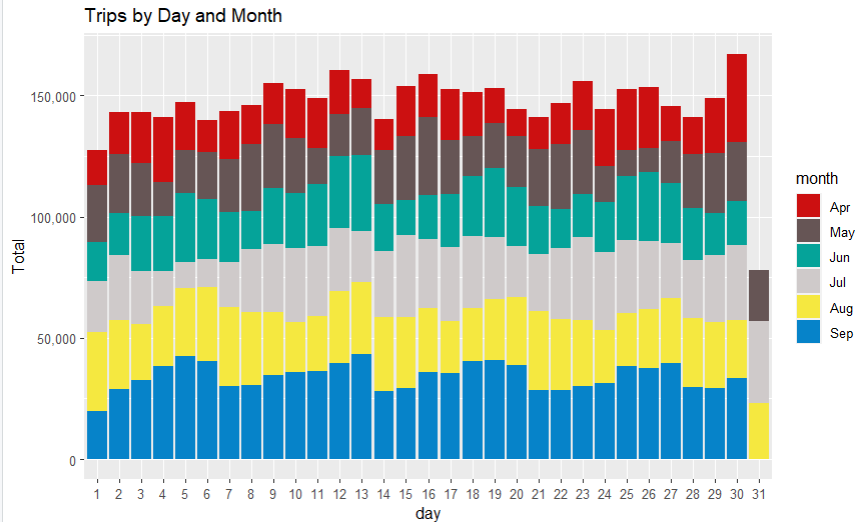 Trips by Day and Month
150,000
100,000
50,000
0
Total
1 2 3 4 5 6 7 8 9 10 11 12 13 14 15 16 17 18 19 20 21 22 23 24 25 26 27 28 29 30 31
day
month
Apr
May
Jun
Jul
Aug
Sep